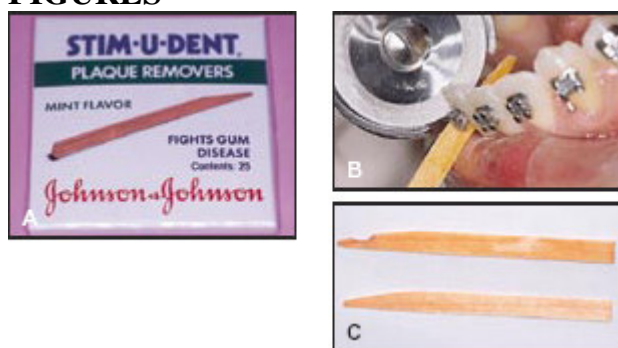 FIGURES
STIM·U·DENT
PLAQUE REMOVERS
MINT FLAVOR
FIGHTS GUM
DISEASE
Contents: 25
Johnson & Johnson
A
B
C